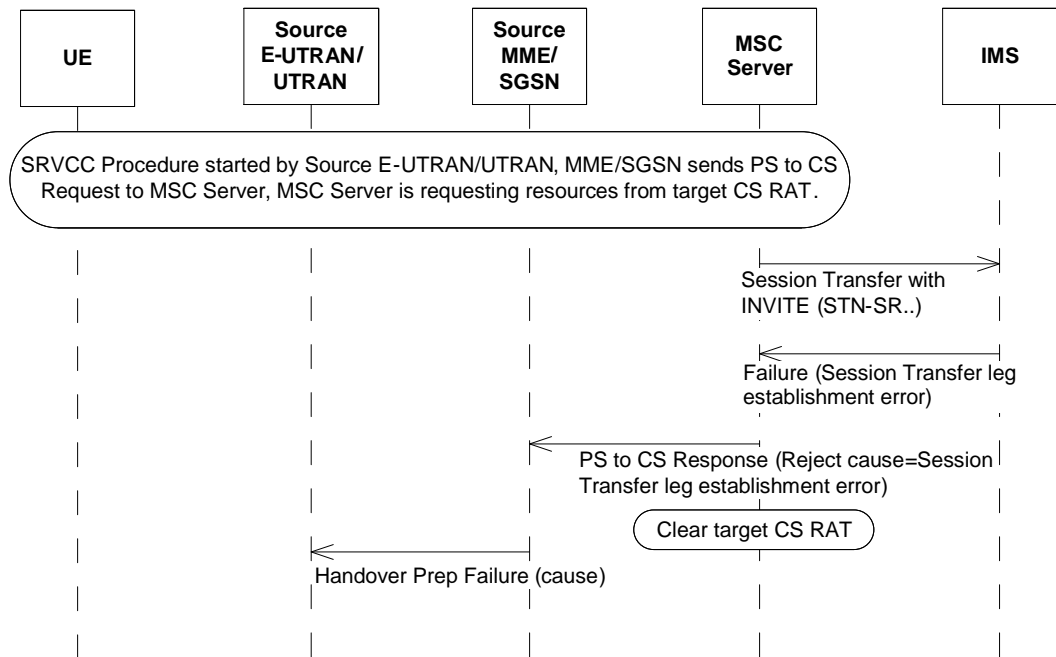 UE
Source
E-UTRAN/
UTRAN
Source
MME/
SGSN
MSC
Server
IMS
SRVCC Procedure started by Source E-UTRAN/UTRAN, MME/SGSN sends PS to CS
Request to MSC Server, MSC Server is requesting resources from target CS RAT.
Session Transfer with
INVITE (STN-SR..)
Failure (Session Transfer leg
establishment error)
PS to CS Response (Reject cause=Session
Transfer leg establishment error)
Clear target CS RAT
Handover Prep Failure (cause)